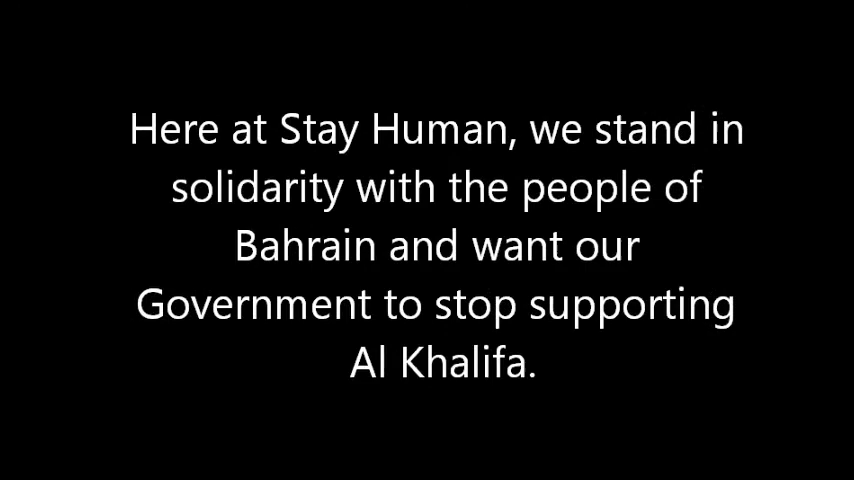 Here at Stay Human, we stand in
solidarity with the people of
Bahrain and want our
Government to stop supporting
Al Khalifa.